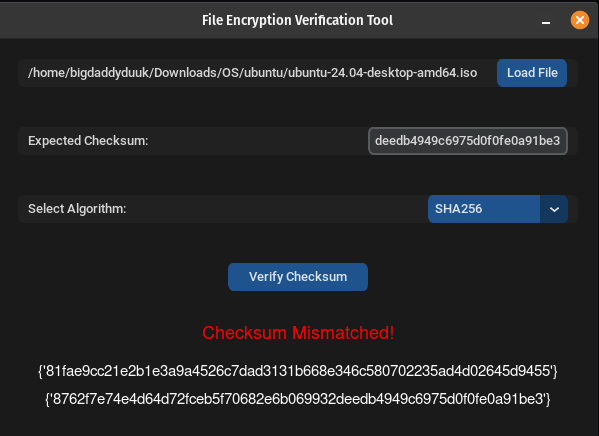 File Encryption Verification Tool
/home/bigdaddyduuk/Downloads/OS/ubuntu/ubuntu-24.04-desktop-amd64.iso Load File
Expected Checksum: deedb4949c6975d0f0fe0a91be3
Select Algorithm: SHA256
Verify Checksum
Checksum Mismatched!
{'81fae9cc21e2b1e3a9a4526c7dad3131b668e346c580702235ad4d02645d9455'}
{'8762f7e74e4d64d72fceb5f70682e6b069932deedb4949c6975d0f0fe0a91be3'}